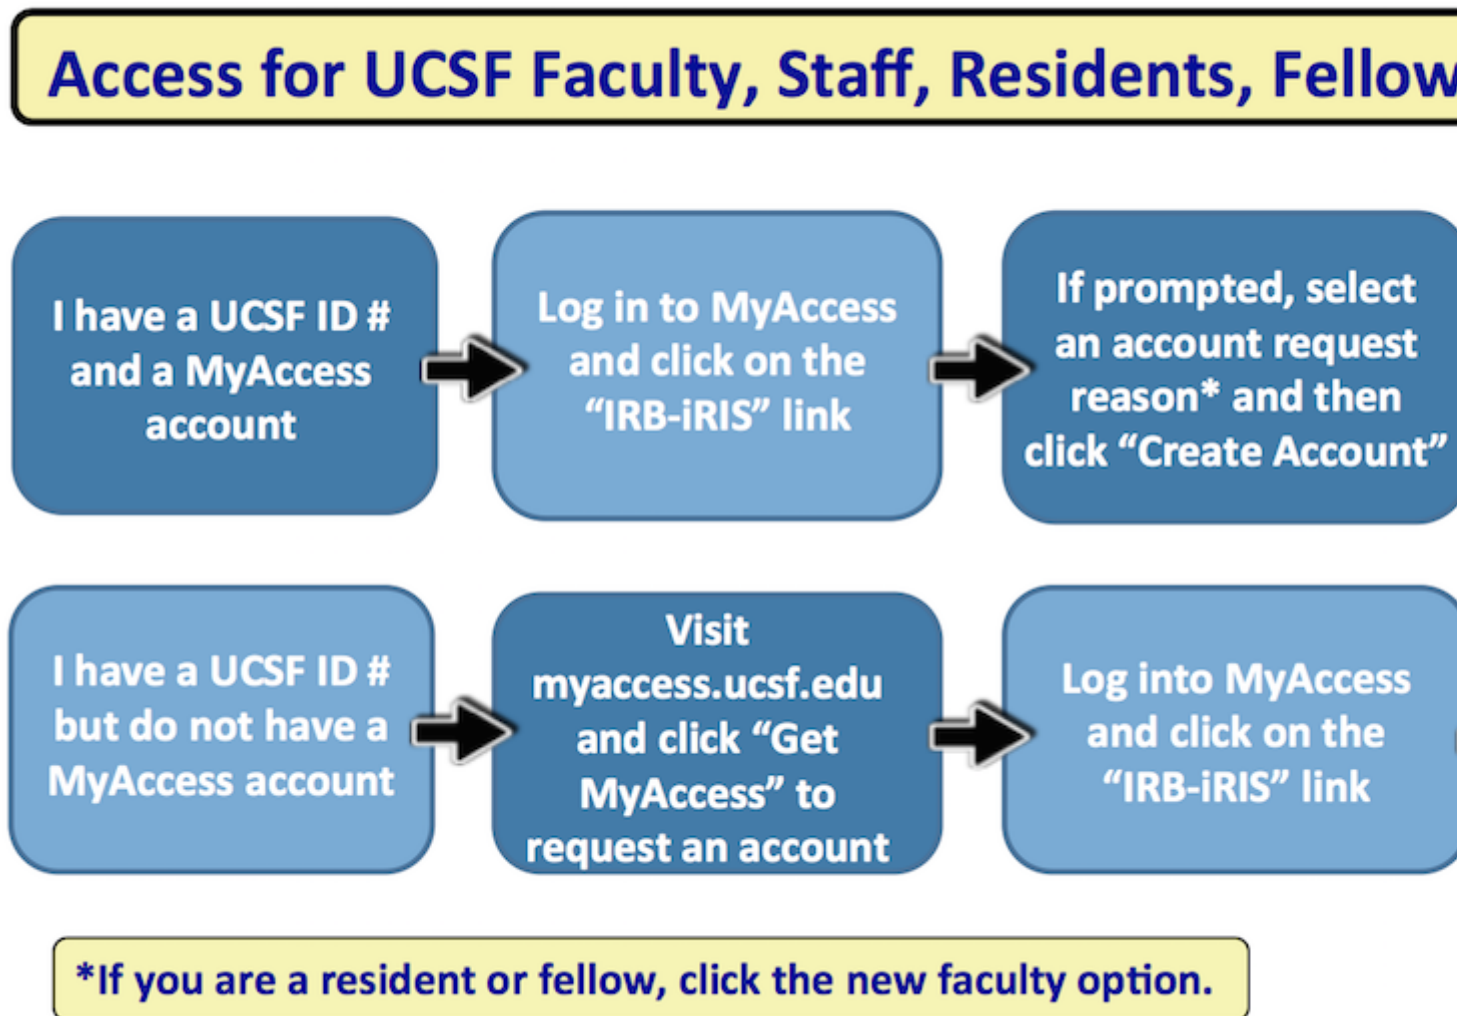 Access for UCSF Faculty, Staff, Residents, Fellow
I have a UCSF ID #
and a MyAccess
account
Log in to MyAccess
and click on the
“IRB-iRIS” link
If prompted, select
an account request
reason* and then
click “Create Account”
I have a UCSF ID #
but do not have a
MyAccess account
Visit
myaccess.ucsf.edu
and click “Get
MyAccess” to
request an account
Log into MyAccess
and click on the
“IRB-iRIS” link
*If you are a resident or fellow, click the new faculty option.